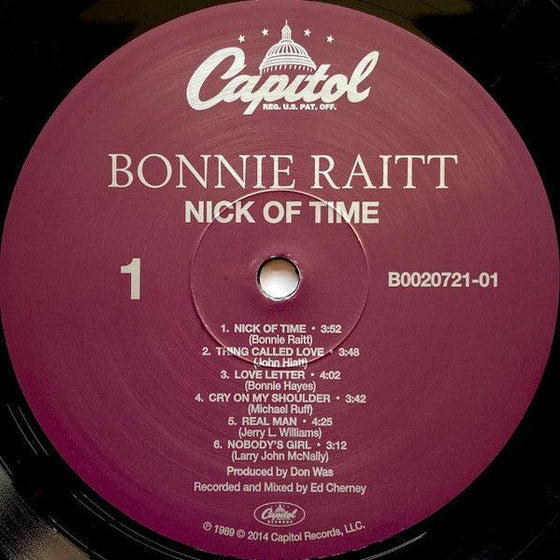 Capitol
REG. U.S. PAT. OFF.
BONNIE RAITT
NICK OF TIME
1
B0020721-01
1. NICK OF TIME • 3:52
(Bonnie Raitt)
2. THING CALLED LOVE • 3:48
(John Hiatt)
3. LOVE LETTER • 4:02
(Bonnie Hayes)
4. CRY ON MY SHOULDER • 3:42
(Michael Ruff)
5. REAL MAN • 4:25
(Jerry L. Williams)
6. NOBODY'S GIRL • 3:12
(Larry John McNally)
Produced by Don Was
Recorded and Mixed by Ed Cherney
Capitol
RECORDS
℗ 1989 © 2014 Capitol Records, LLC.